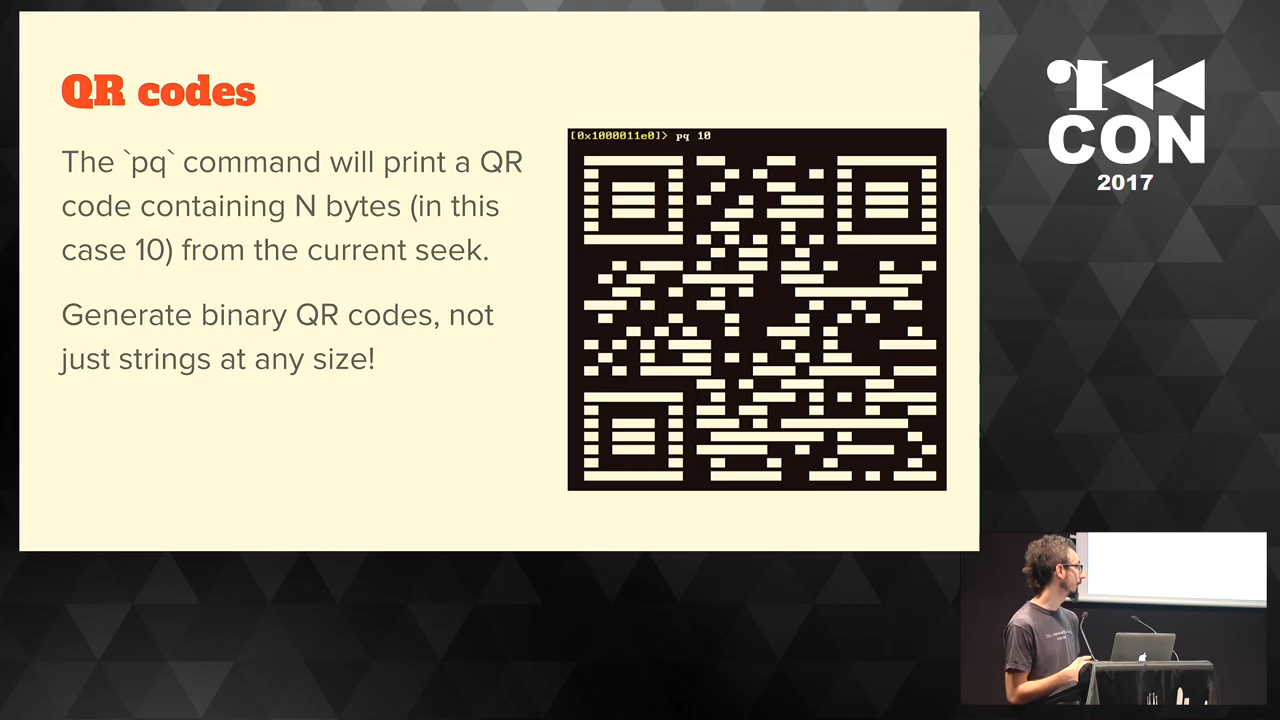 QR codes
The `pq` command will print a QR
code containing N bytes (in this
case 10) from the current seek.
Generate binary QR codes, not
just strings at any size!
[0x1000011e0]> pq 10
CON
2017